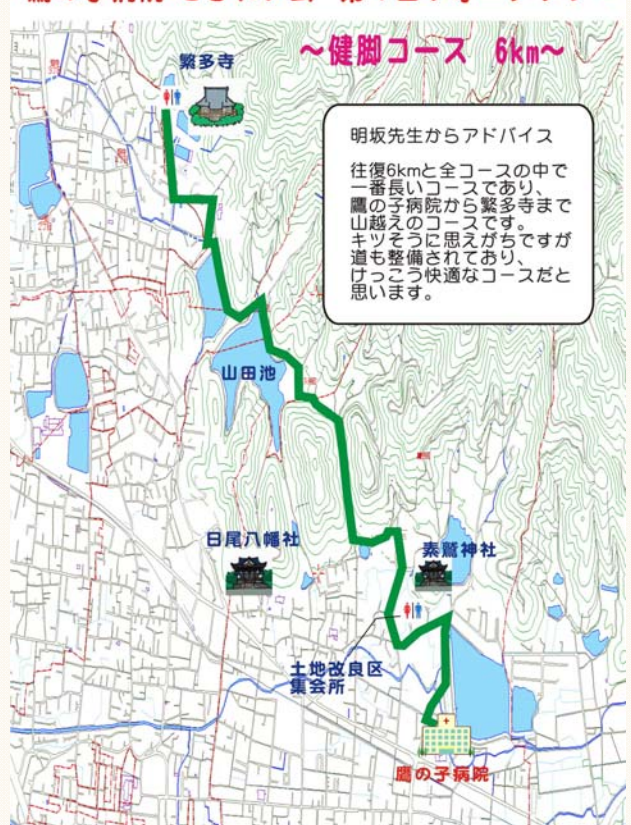 〜健脚コース 6km〜
繁多寺
明坂先生からアドバイス
往復6kmと全コースの中で
一番長いコースであり、
鷹の子病院から繁多寺まで
山越えのコースです。
キツそうに思えがちですが
道も整備されており、
けっこう快適なコースだと
思います。
山田池
日尾八幡社
素鵞神社
土地改良区
集会所
鷹の子病院